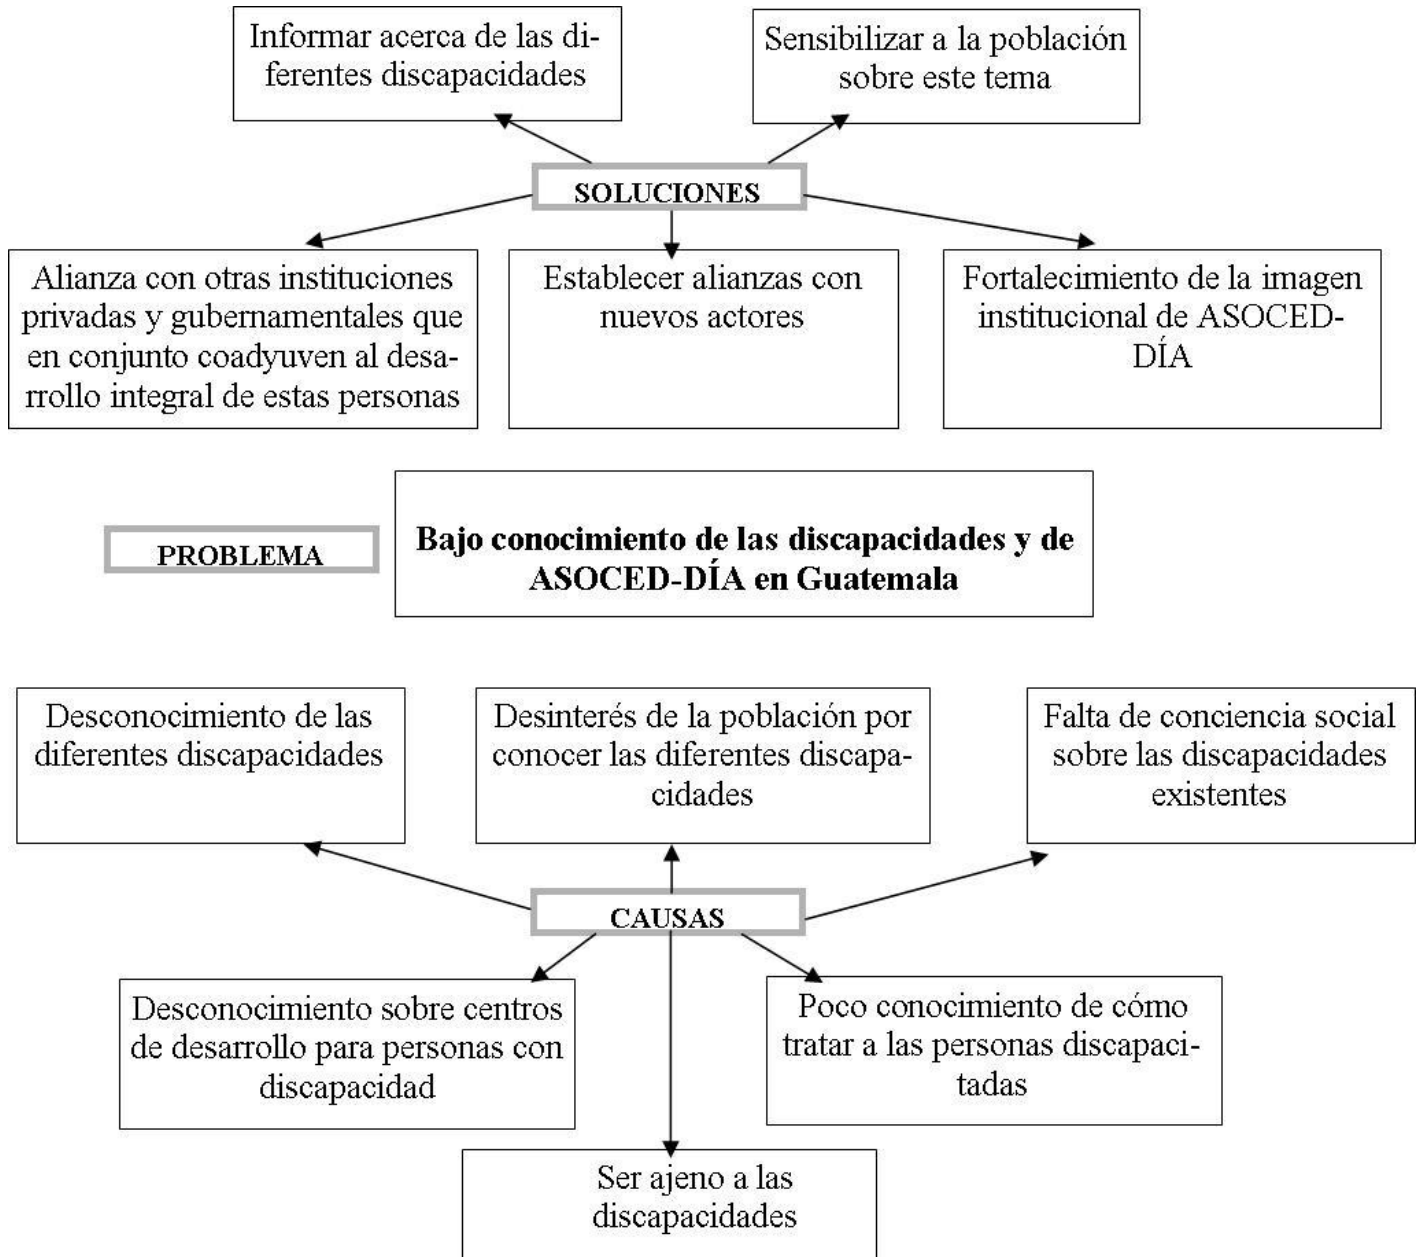 Informar acerca de las di-
ferentes discapacidades
Sensibilizar a la población
sobre este tema
SOLUCIONES
Alianza con otras instituciones
privadas y gubernamentales que
en conjunto coadyuven al desa-
rrollo integral de estas personas
Establecer alianzas con
nuevos actores
Fortalecimiento de la imagen
institucional de ASOCED-
DÍA
PROBLEMA
Bajo conocimiento de las discapacidades y de
ASOCED-DÍA en Guatemala
Desconocimiento de las
diferentes discapacidades
Desinterés de la población por
conocer las diferentes discapa-
cidades
Falta de conciencia social
sobre las discapacidades
existentes
CAUSAS
Desconocimiento sobre centros
de desarrollo para personas con
discapacidad
Poco conocimiento de cómo
tratar a las personas discapaci-
tadas
Ser ajeno a las
discapacidades